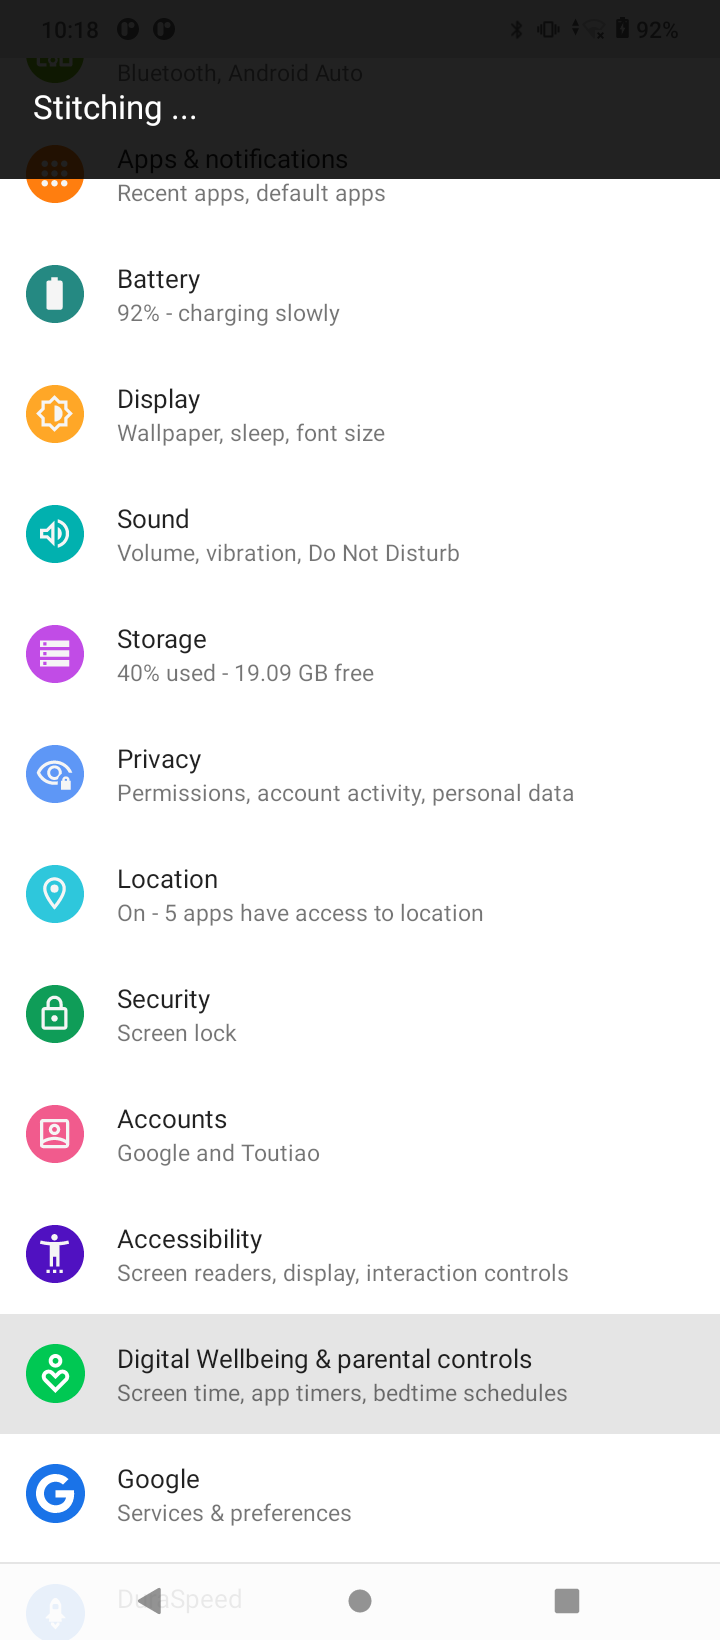 10:18 92%
Bluetooth, Android Auto
Stitching ...
Apps & notifications
Recent apps, default apps
Battery
92% - charging slowly
Display
Wallpaper, sleep, font size
Sound
Volume, vibration, Do Not Disturb
Storage
40% used - 19.09 GB free
Privacy
Permissions, account activity, personal data
Location
On - 5 apps have access to location
Security
Screen lock
Accounts
Google and Toutiao
Accessibility
Screen readers, display, interaction controls
Digital Wellbeing & parental controls
Screen time, app timers, bedtime schedules
Google
Services & preferences
DuraSpeed